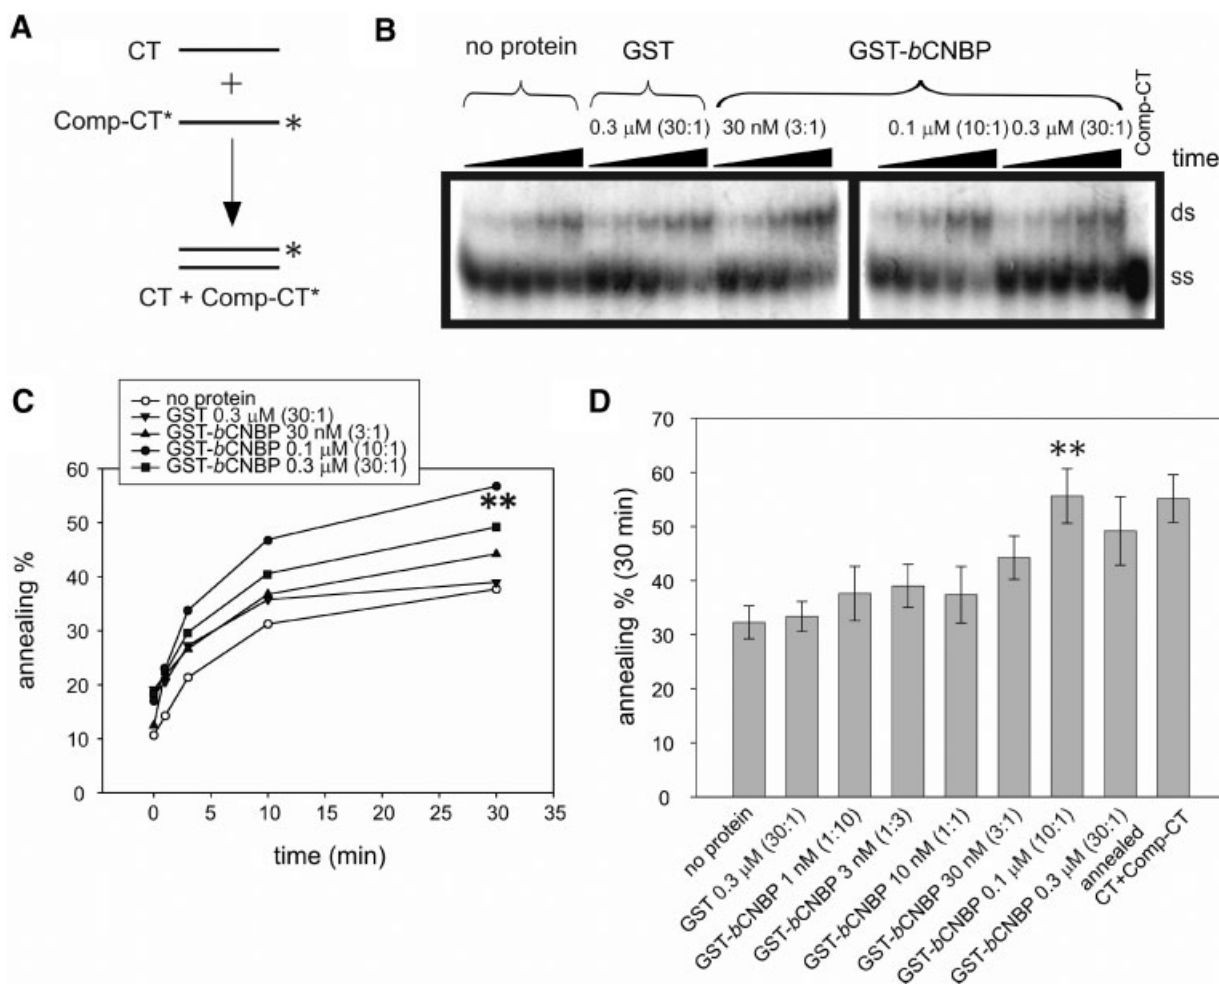 A
CT
+
Comp-CT*
*
*
CT + Comp-CT*
B
no protein
GST
GST-bCNBP
Comp-CT
0.3 μM (30:1)
30 nM (3:1)
0.1 μM (10:1)
0.3 μM (30:1)
time
ds
ss
C
no protein
GST 0.3 μM (30:1)
GST-bCNBP 30 nM (3:1)
GST-bCNBP 0.1 μM (10:1)
GST-bCNBP 0.3 μM (30:1)
60
50
40
30
20
10
0
**
annealing %
0 5 10 15 20 25 30 35
time (min)
D
70
60
50
40
30
20
10
0
**
annealing % (30 min)
no protein
GST 0.3 μM (30:1)
GST-bCNBP 1 nM (1:10)
GST-bCNBP 3 nM (1:3)
GST-bCNBP 10 nM (1:1)
GST-bCNBP 30 nM (3:1)
GST-bCNBP 0.1 μM (10:1)
GST-bCNBP 0.3 μM (30:1)
annealed
CT+Comp-CT